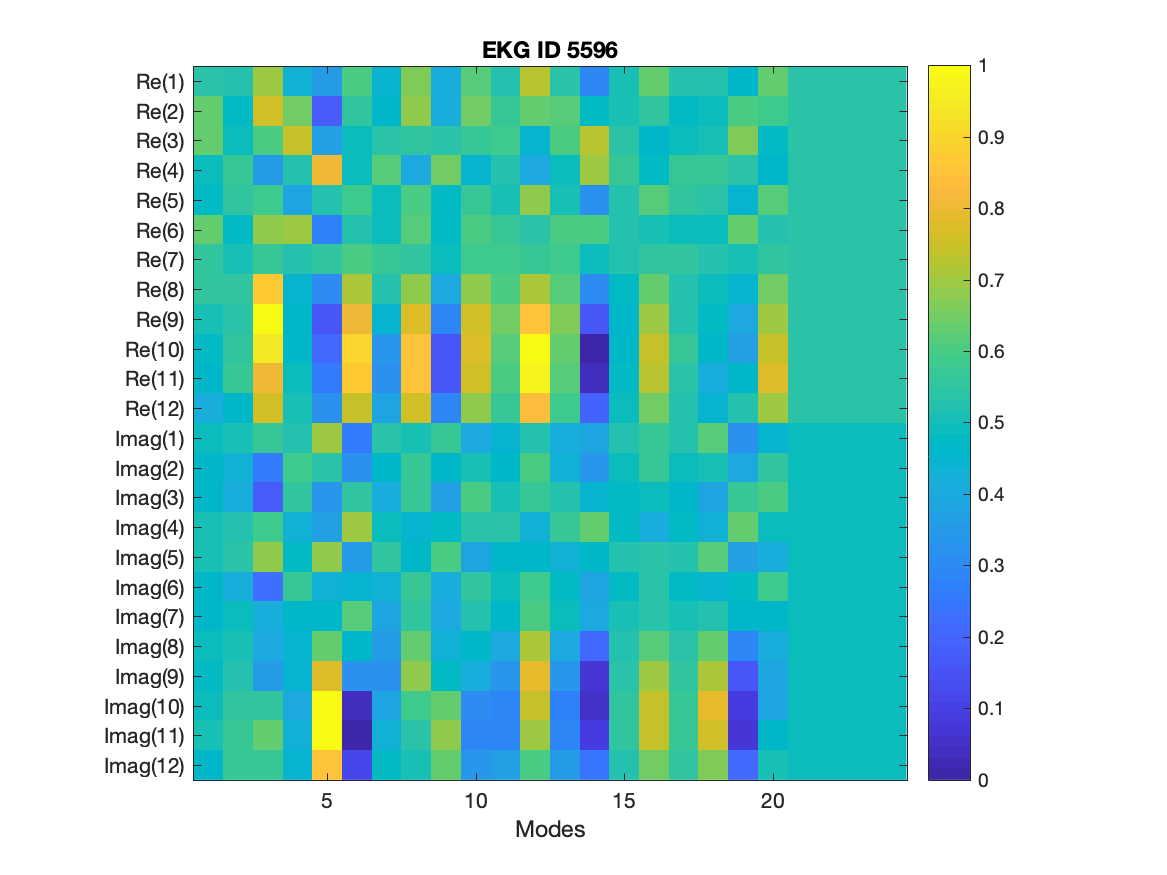 EKG ID 5596
Re(1)
Re(2)
Re(3)
Re(4)
Re(5)
Re(6)
Re(7)
Re(8)
Re(9)
Re(10)
Re(11)
Re(12)
Imag(1)
Imag(2)
Imag(3)
Imag(4)
Imag(5)
Imag(6)
Imag(7)
Imag(8)
Imag(9)
Imag(10)
Imag(11)
Imag(12)
5 10 15 20
Modes
1
0.9
0.8
0.7
0.6
0.5
0.4
0.3
0.2
0.1
0